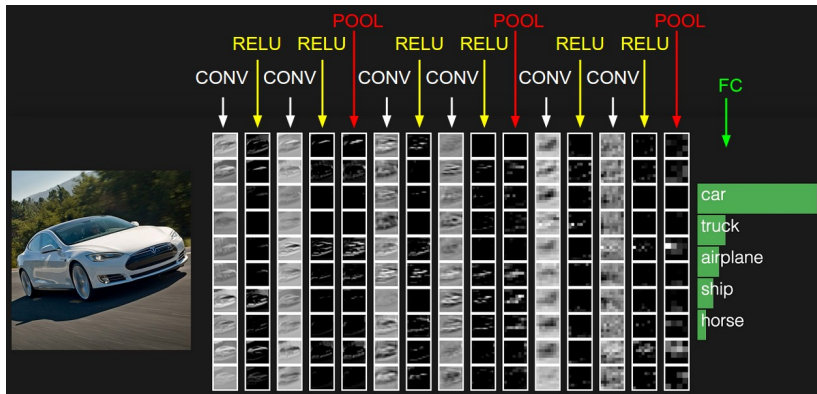 POOL POOL POOL
RELU RELU RELU RELU RELU RELU
CONV CONV CONV CONV CONV CONV
FC
car
truck
airplane
ship
horse